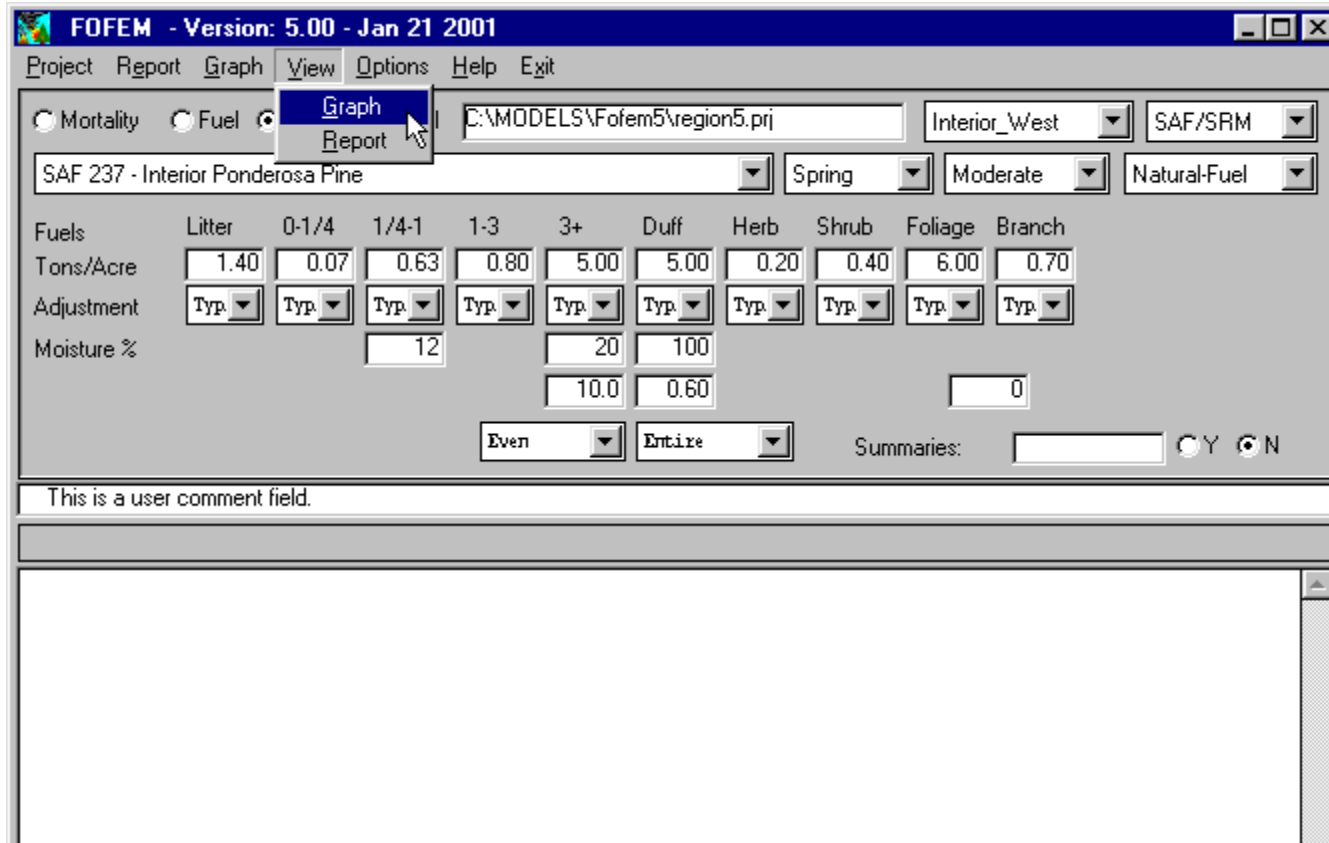 FOFEM - Version: 5.00 - Jan 21 2001
Project Report Graph View Options Help Exit
Graph
Report
Mortality Fuel C:\MODELS\Fofem5\region5.prj Interior_West SAF/SRM
SAF 237 - Interior Ponderosa Pine Spring Moderate Natural-Fuel
Fuels Litter 0-1/4 1/4-1 1-3 3+ Duff Herb Shrub Foliage Branch
Tons/Acre 1.40 0.07 0.63 0.80 5.00 5.00 0.20 0.40 6.00 0.70
Adjustment Typ. Typ. Typ. Typ. Typ. Typ. Typ. Typ. Typ. Typ.
Moisture % 12 20 100
10.0 0.60 0
Even Entire Summaries: Y N
This is a user comment field.